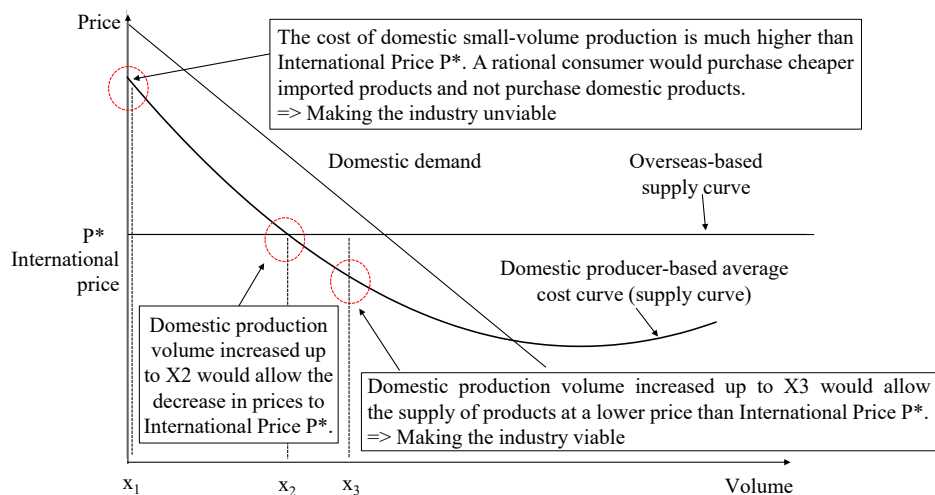 Price
The cost of domestic small-volume production is much higher than
International Price P*. A rational consumer would purchase cheaper
imported products and not purchase domestic products.
=> Making the industry unviable
Domestic demand
Overseas-based
supply curve
P*
International
price
Domestic producer-based average
cost curve (supply curve)
Domestic production
volume increased up
to X2 would allow the
decrease in prices to
International Price P*.
Domestic production volume increased up to X3 would allow
the supply of products at a lower price than International Price P*.
=> Making the industry viable
x1
x2
x3
Volume